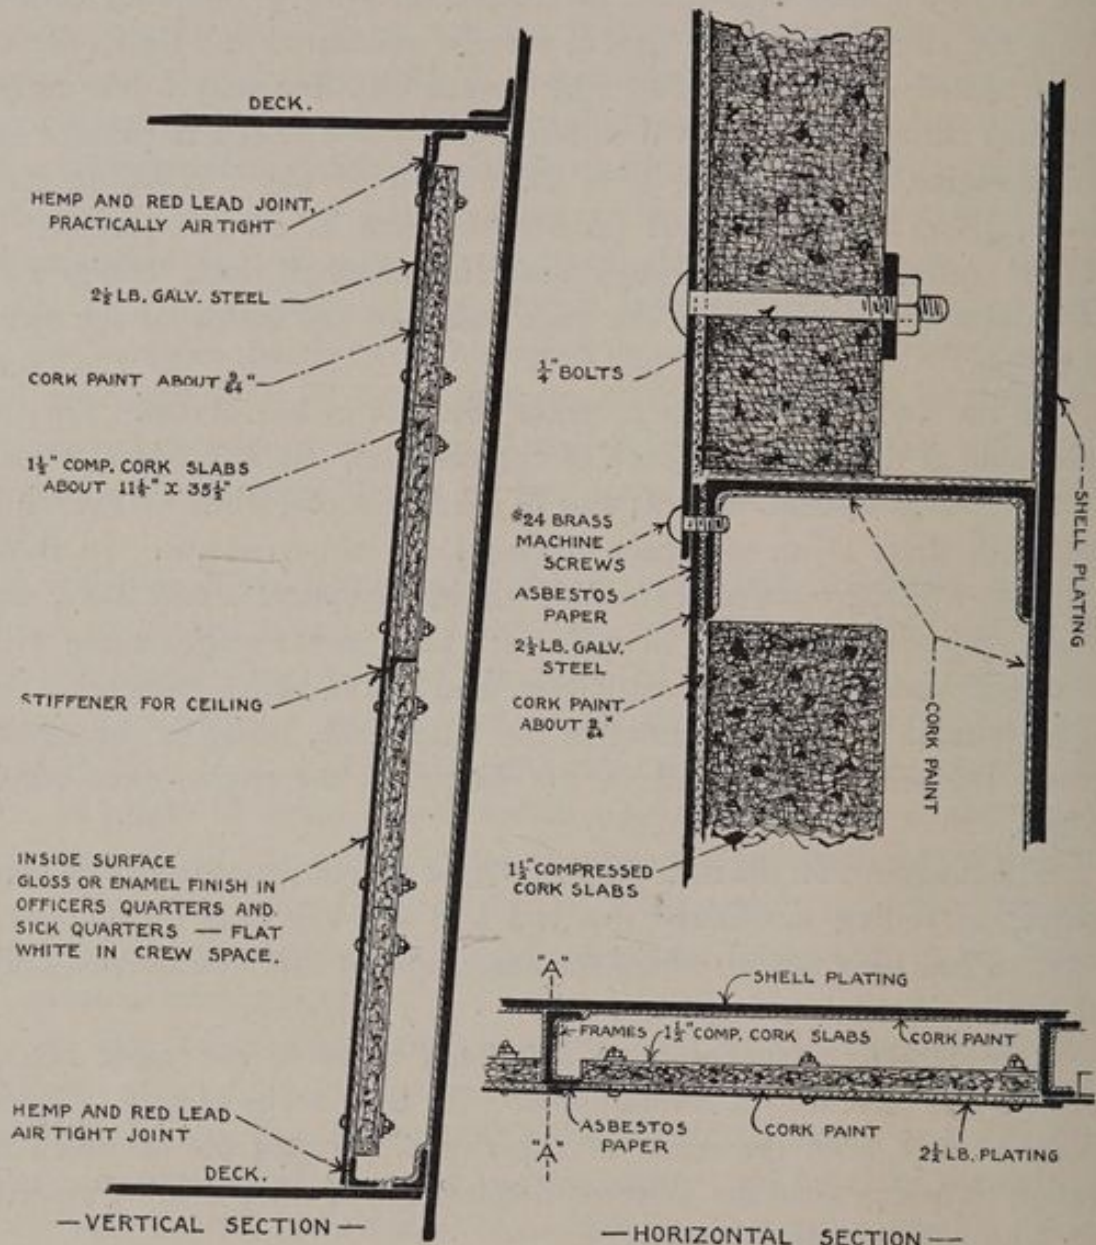 DECK.
HEMP AND RED LEAD JOINT,
PRACTICALLY AIR TIGHT
2½ LB. GALV. STEEL
CORK PAINT ABOUT 9/64"
1½" COMP. CORK SLABS
ABOUT 11½" X 35½"
STIFFENER FOR CEILING
INSIDE SURFACE
GLOSS OR ENAMEL FINISH IN
OFFICERS QUARTERS AND
SICK QUARTERS — FLAT
WHITE IN CREW SPACE.
HEMP AND RED LEAD
AIR TIGHT JOINT
DECK.
—VERTICAL SECTION—
¼" BOLTS
#24 BRASS
MACHINE
SCREWS
ASBESTOS
PAPER
2½ LB. GALV.
STEEL
CORK PAINT
ABOUT 9/64"
1½" COMPRESSED
CORK SLABS
SHELL PLATING
CORK PAINT
"A"
SHELL PLATING
FRAMES
1½" COMP. CORK SLABS
CORK PAINT
ASBESTOS
PAPER
CORK PAINT
2½ LB. PLATING
"A"
—HORIZONTAL SECTION—